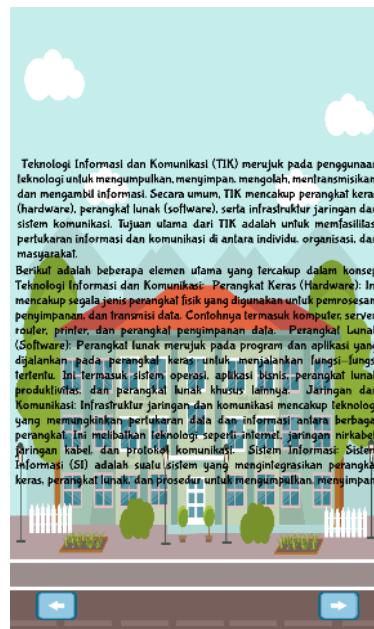 Teknologi Informasi dan Komunikasi (TIK) merujuk pada penggunaan
teknologi untuk mengumpulkan, menyimpan, mengolah, mentransmisikan
dan mengambil informasi. Secara umum, TIK mencakup perangkat kera
(hardware), perangkat lunak (software), serta infrastruktur jaringan da
sistem komunikasi. Tujuan utama dari TIK adalah untuk memfasilitas
pertukaran informasi dan komunikasi di antara individu, organisasi, da
masyarakat.
Berikut adalah beberapa elemen utama yang tercakup dalam konsep
Teknologi Informasi dan Komunikasi: Perangkat Keras (Hardware): In
mencakup segala jenis perangkat fisik yang digunakan untuk pemrosesan
penyimpanan, dan transmisi data. Contohnya termasuk komputer, server
router, printer, dan perangkat penyimpanan data. Perangkat Lunak
(Software): Perangkat lunak merujuk pada program dan aplikasi yang
dijalankan pada perangkat keras untuk menjalankan fungsi-fungs
tertentu. Ini termasuk sistem operasi, aplikasi bisnis, perangkat lunak
produktivitas, dan perangkat lunak khusus lainnya. Jaringan dan
Komunikasi: Infrastruktur jaringan dan komunikasi mencakup teknolog
yang memungkinkan pertukaran data dan informasi antara berbaga
perangkat. Ini melibatkan teknologi seperti internet, jaringan nirkabel
jaringan kabel, dan protokol komunikasi. Sistem Informasi: Sistem
Informasi (SI) adalah suatu sistem yang mengintegrasikan perangka
keras, perangkat lunak, dan prosedur untuk mengumpulkan, menyimpan